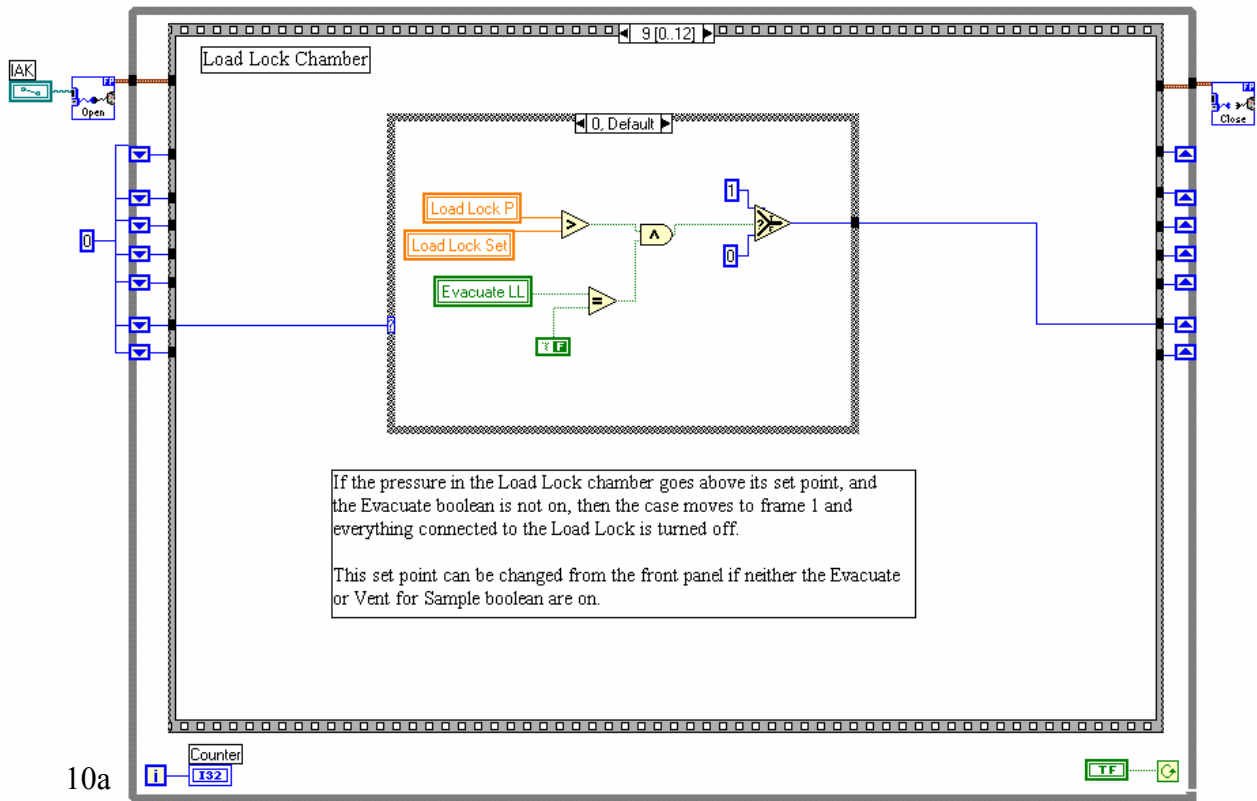 9 [0..12]
Load Lock Chamber
IAK
Open
Close
0, Default
Load Lock P
1
>
Load Lock Set
?
T
F
0
Evacuate LL
=
F
0
?
If the pressure in the Load Lock chamber goes above its set point, and
the Evacuate boolean is not on, then the case moves to frame 1 and
everything connected to the Load Lock is turned off.
This set point can be changed from the front panel if neither the Evacuate
or Vent for Sample boolean are on.
Counter
10a
i
I32
TF